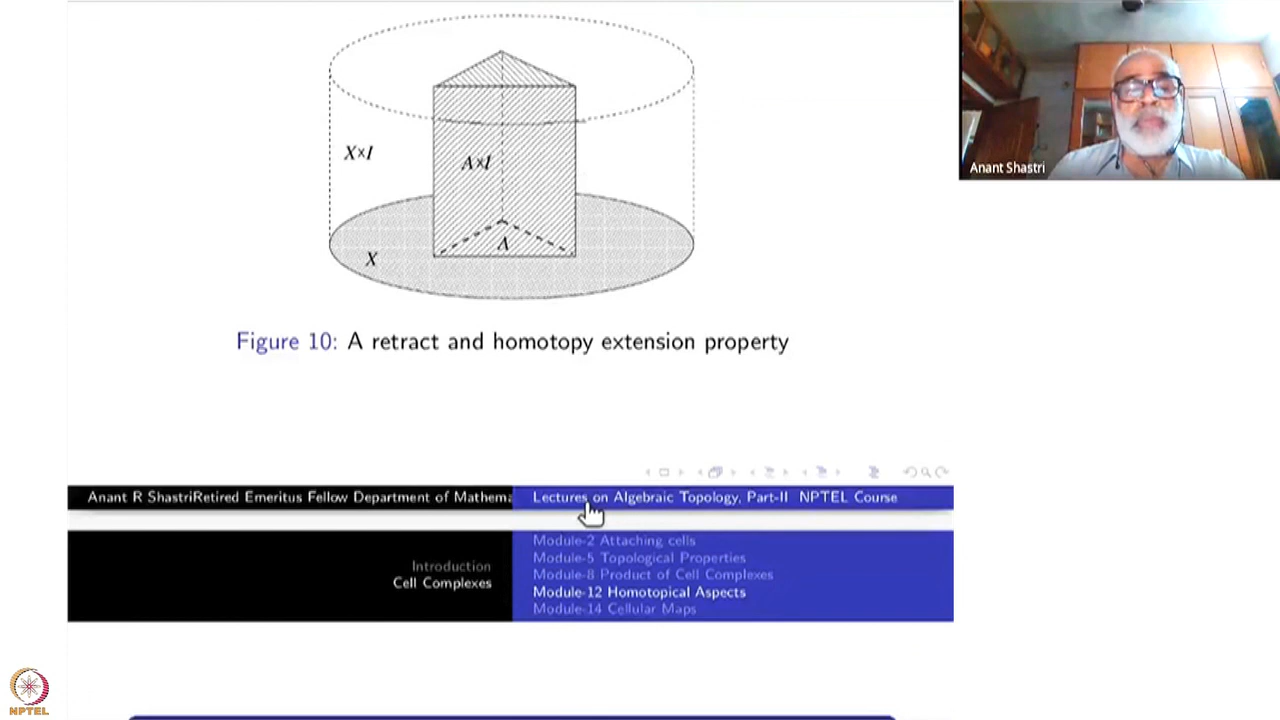 X×I
A×I
A
X
Anant Shastri
Figure 10: A retract and homotopy extension property
Anant R ShastriRetired Emeritus Fellow Department of Mathema
Lectures on Algebraic Topology, Part-II NPTEL Course
Introduction
Cell Complexes
Module-2 Attaching cells
Module-5 Topological Properties
Module-8 Product of Cell Complexes
Module-12 Homotopical Aspects
Module-14 Cellular Maps
NPTEL